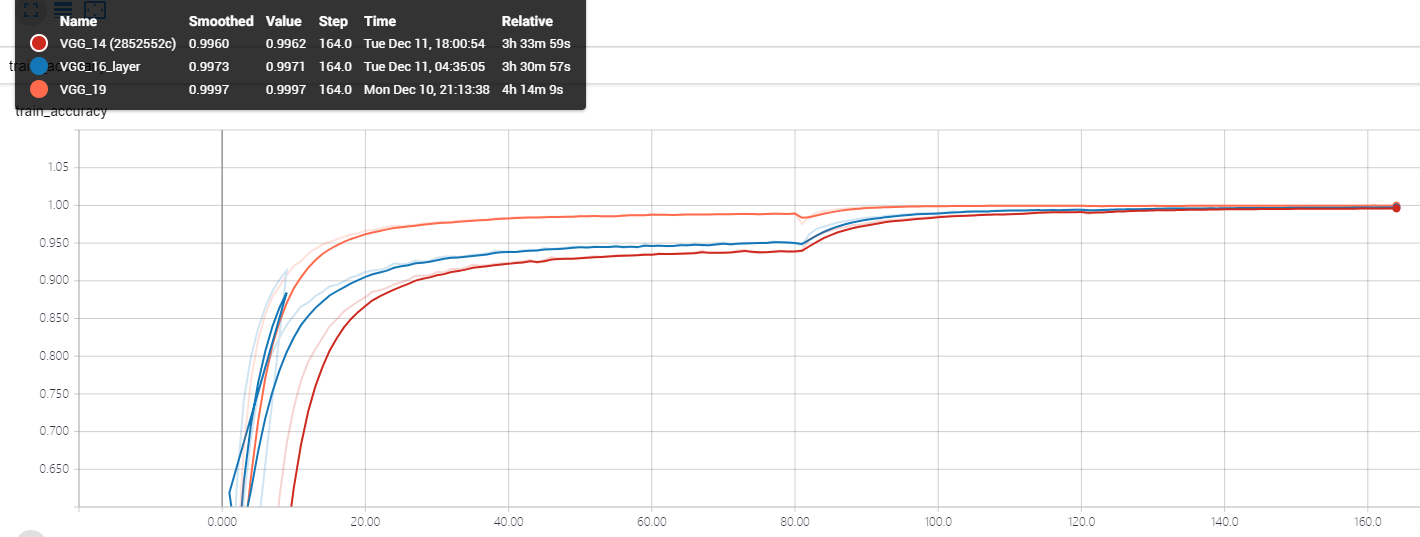 Name Smoothed Value Step Time Relative
VGG_14 (2852552c) 0.9960 0.9962 164.0 Tue Dec 11, 18:00:54 3h 33m 59s
VGG_16_layer 0.9973 0.9971 164.0 Tue Dec 11, 04:35:05 3h 30m 57s
VGG_19 0.9997 0.9997 164.0 Mon Dec 10, 21:13:38 4h 14m 9s
train_accuracy
1.05
1.00
0.950
0.900
0.850
0.800
0.750
0.700
0.650
0.000 20.00 40.00 60.00 80.00 100.0 120.0 140.0 160.0